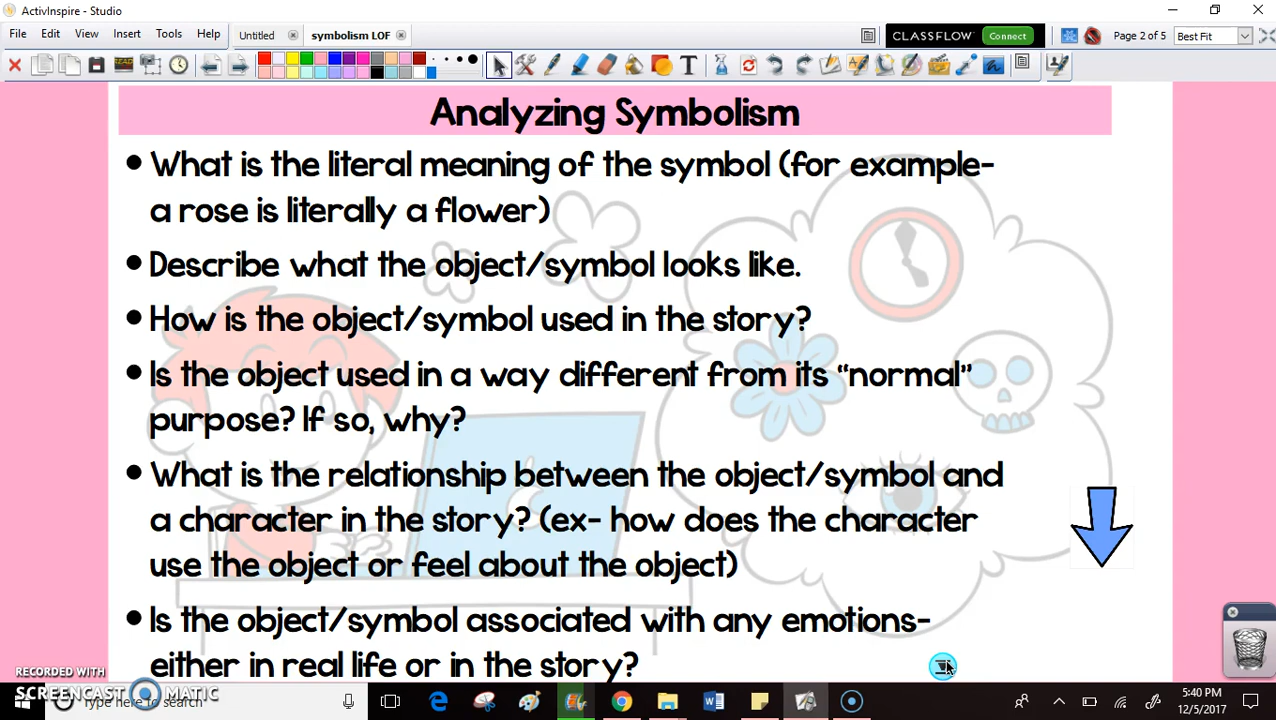 ActivInspire - Studio
File Edit View Insert Tools Help Untitled symbolism LOF CLASSFLOW Connect Page 2 of 5 Best Fit
Analyzing Symbolism
• What is the literal meaning of the symbol (for example-
a rose is literally a flower)
• Describe what the object/symbol looks like.
• How is the object/symbol used in the story?
• Is the object used in a way different from its “normal”
purpose? If so, why?
• What is the relationship between the object/symbol and
a character in the story? (ex- how does the character
use the object or feel about the object)
• Is the object/symbol associated with any emotions-
either in real life or in the story?
RECORDED WITH
SCREENCAST MATIC
Type here to search
5:40 PM
12/5/2017